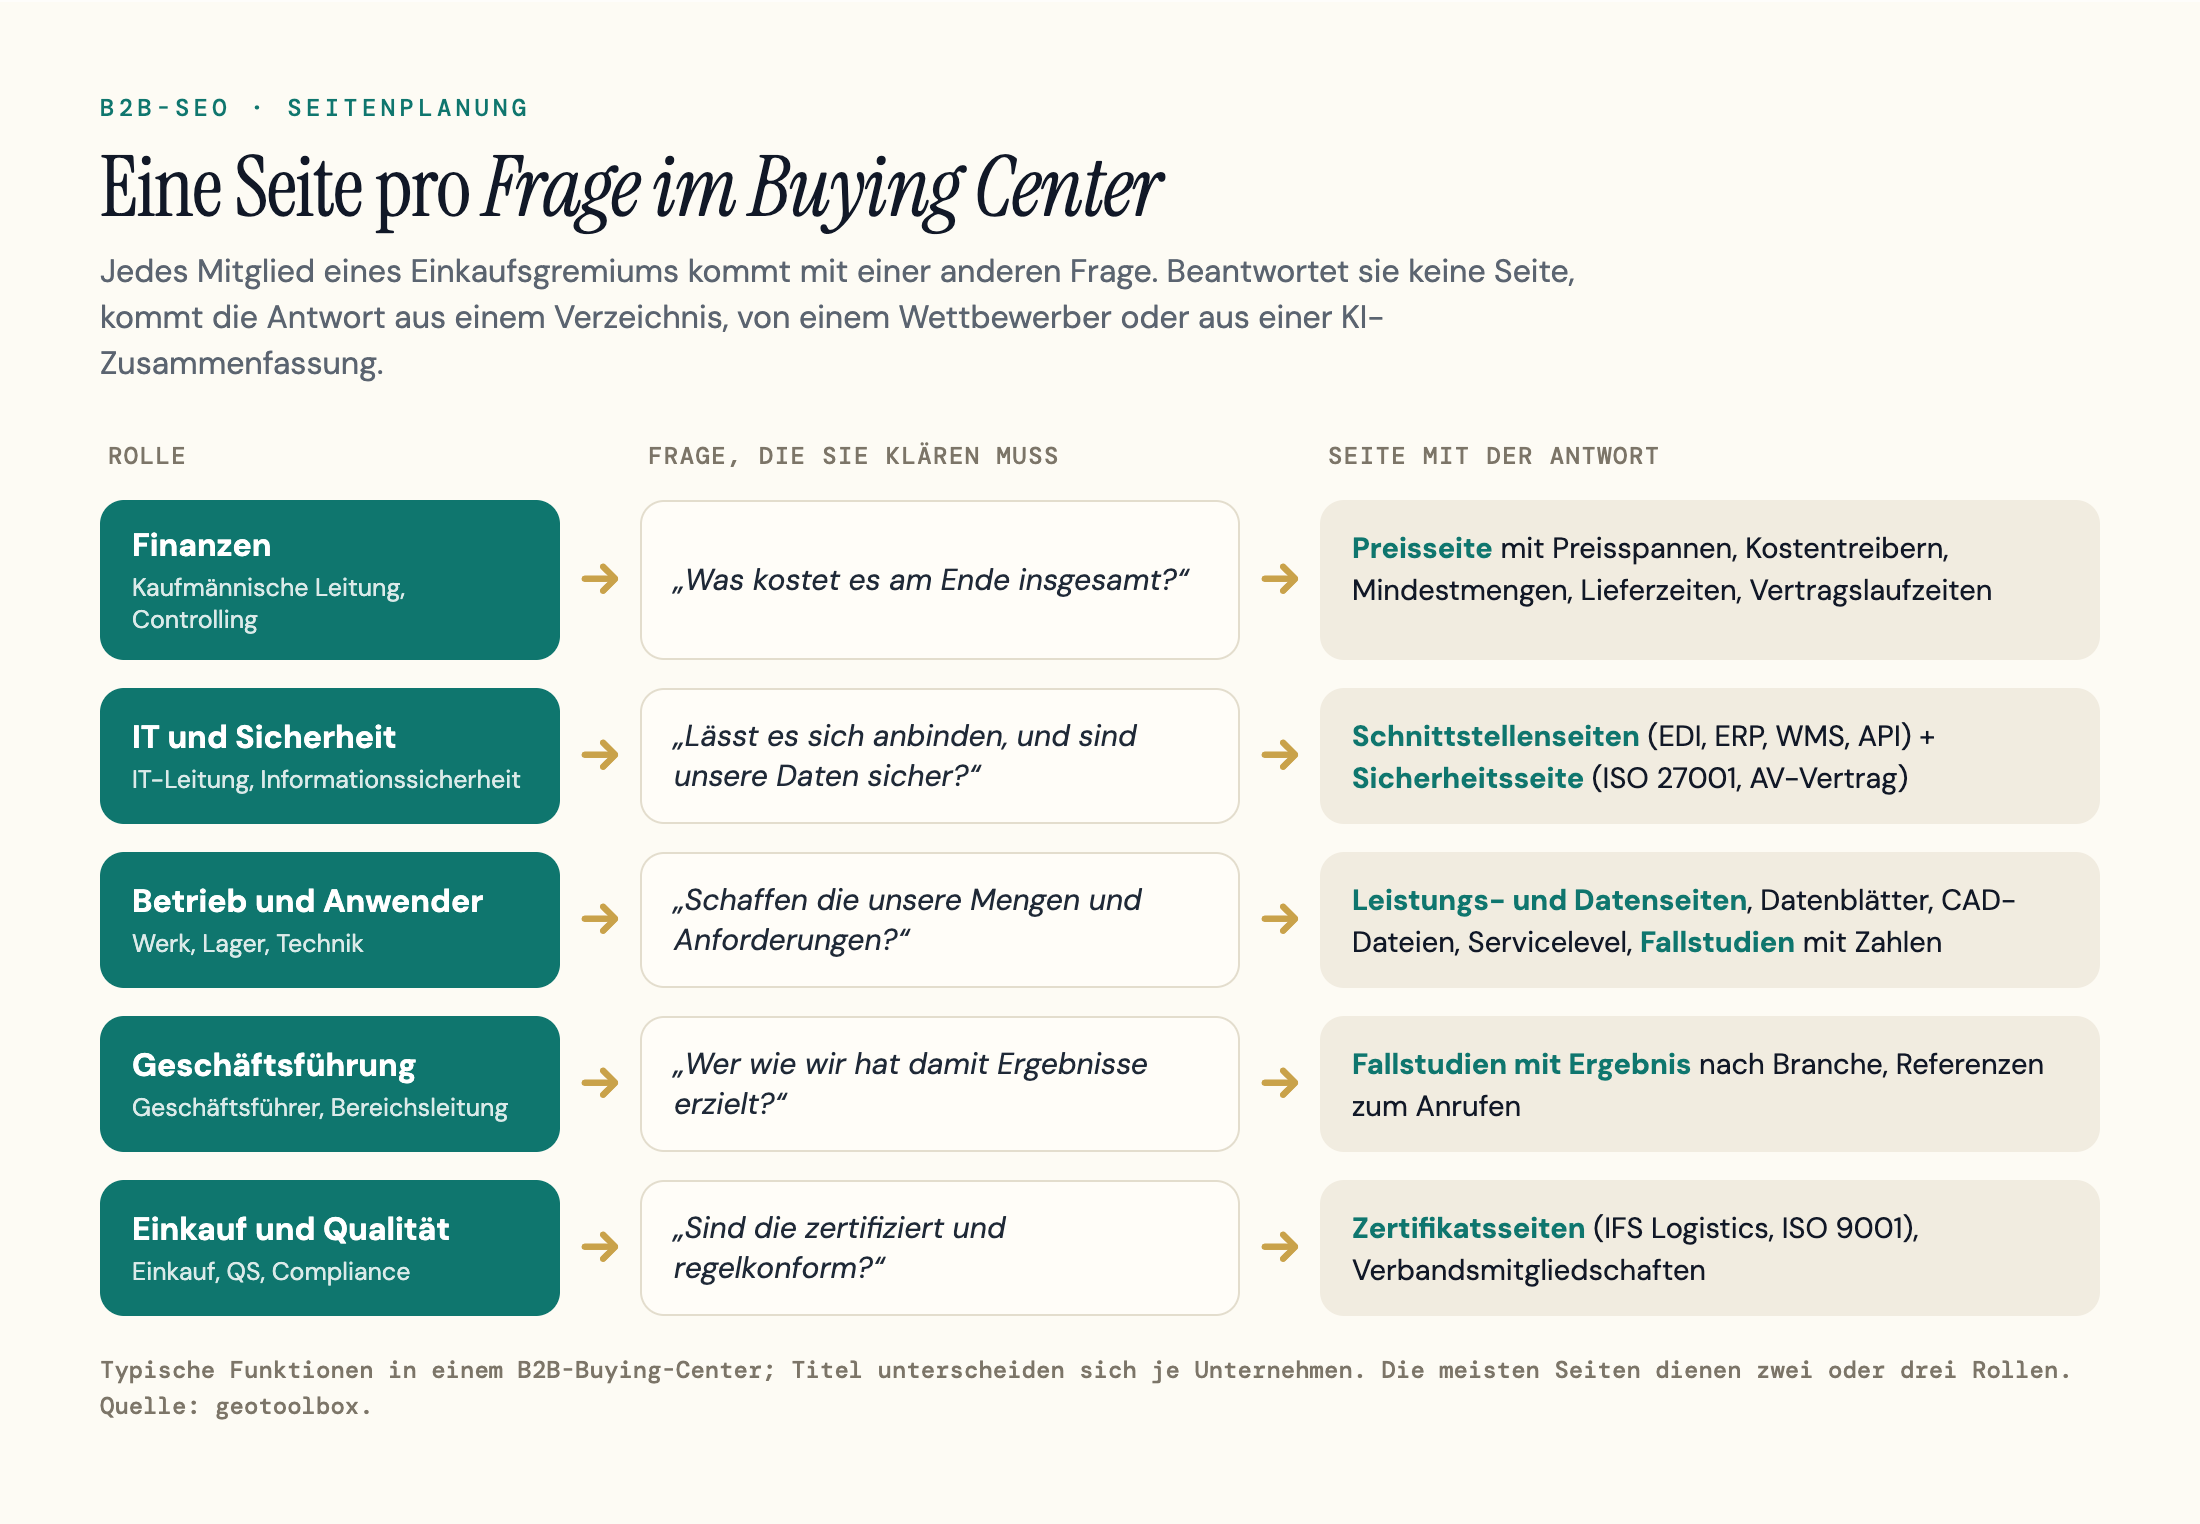 B2B-SEO · SEITENPLANUNG
Eine Seite pro Frage im Buying Center
Jedes Mitglied eines Einkaufsgremiums kommt mit einer anderen Frage. Beantwortet sie keine Seite,
kommt die Antwort aus einem Verzeichnis, von einem Wettbewerber oder aus einer KI-
Zusammenfassung.
ROLLE
FRAGE, DIE SIE KLÄREN MUSS
SEITE MIT DER ANTWORT
Finanzen
Kaufmännische Leitung,
Controlling
„Was kostet es am Ende insgesamt?“
Preisseite mit Preisspannen, Kostentreibern,
Mindestmengen, Lieferzeiten, Vertragslaufzeiten
IT und Sicherheit
IT-Leitung, Informationssicherheit
„Lässt es sich anbinden, und sind
unsere Daten sicher?“
Schnittstellenseiten (EDI, ERP, WMS, API) +
Sicherheitsseite (ISO 27001, AV-Vertrag)
Betrieb und Anwender
Werk, Lager, Technik
„Schaffen die unsere Mengen und
Anforderungen?“
Leistungs- und Datenseiten, Datenblätter, CAD-
Dateien, Servicelevel, Fallstudien mit Zahlen
Geschäftsführung
Geschäftsführer, Bereichsleitung
„Wer wie wir hat damit Ergebnisse
erzielt?“
Fallstudien mit Ergebnis nach Branche, Referenzen
zum Anrufen
Einkauf und Qualität
Einkauf, QS, Compliance
„Sind die zertifiziert und
regelkonform?“
Zertifikatsseiten (IFS Logistics, ISO 9001),
Verbandsmitgliedschaften
Typische Funktionen in einem B2B-Buying-Center; Titel unterscheiden sich je Unternehmen. Die meisten Seiten dienen zwei oder drei Rollen.
Quelle: geotoolbox.